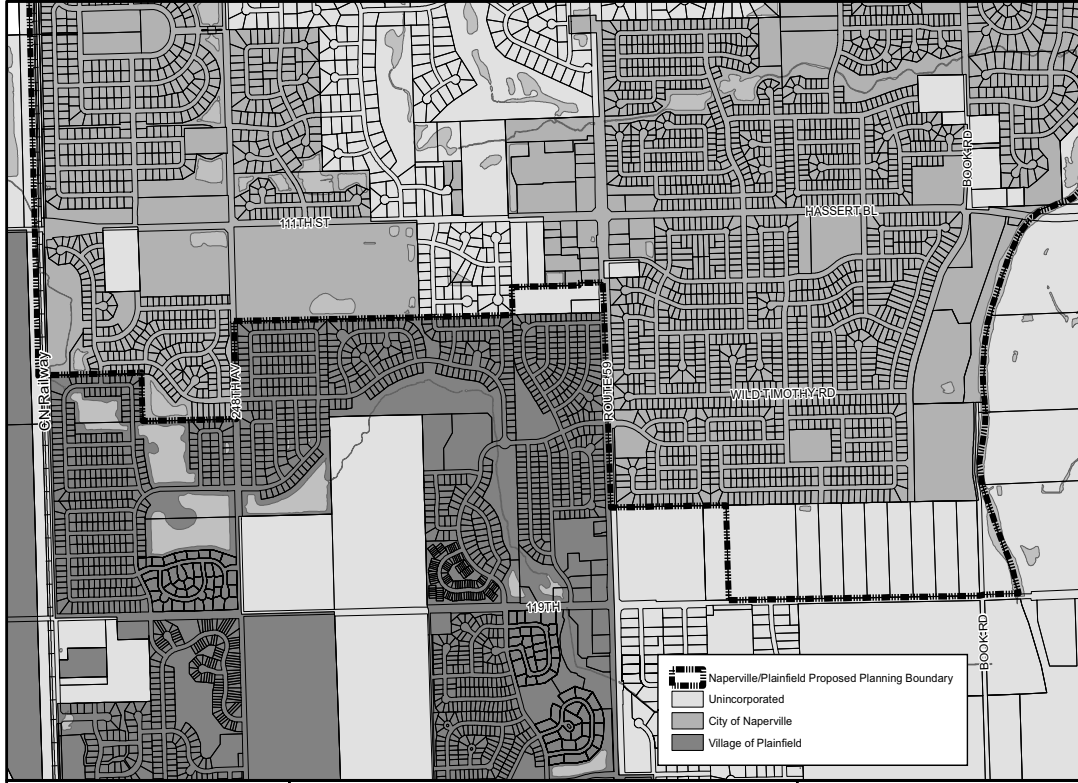 BOOK RD
HASSERT BL
111TH ST
CN Railway
248TH AV
ROUTE 59
WILD TIMOTHY RD
119TH
BOOK RD
Naperville/Plainfield Proposed Planning Boundary
Unincorporated
City of Naperville
Village of Plainfield